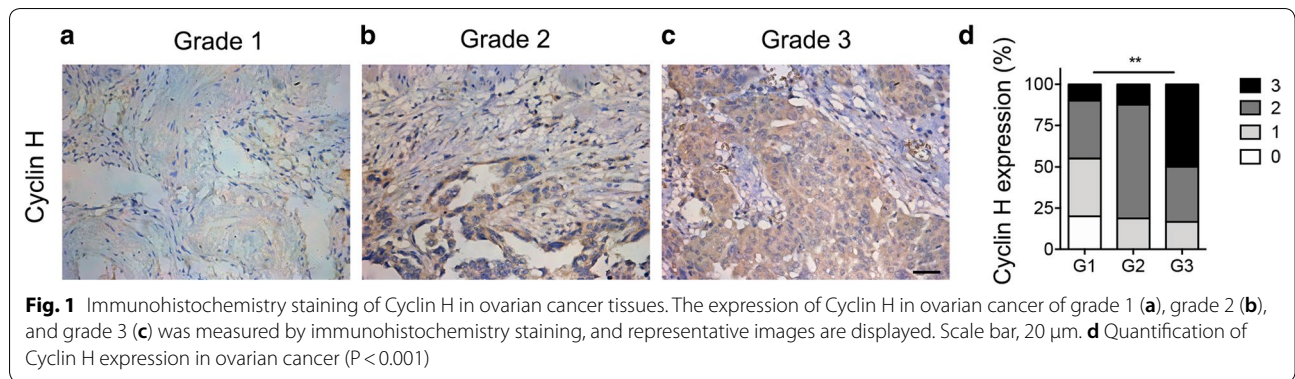 a Grade 1 b Grade 2 c Grade 3 d
Cyclin H
Cyclin H expression (%)
**
100
75
50
25
0
G1 G2 G3
3
2
1
0
Fig. 1 Immunohistochemistry staining of Cyclin H in ovarian cancer tissues. The expression of Cyclin H in ovarian cancer of grade 1 (a), grade 2 (b),
and grade 3 (c) was measured by immunohistochemistry staining, and representative images are displayed. Scale bar, 20 μm. d Quantification of
Cyclin H expression in ovarian cancer (P < 0.001)